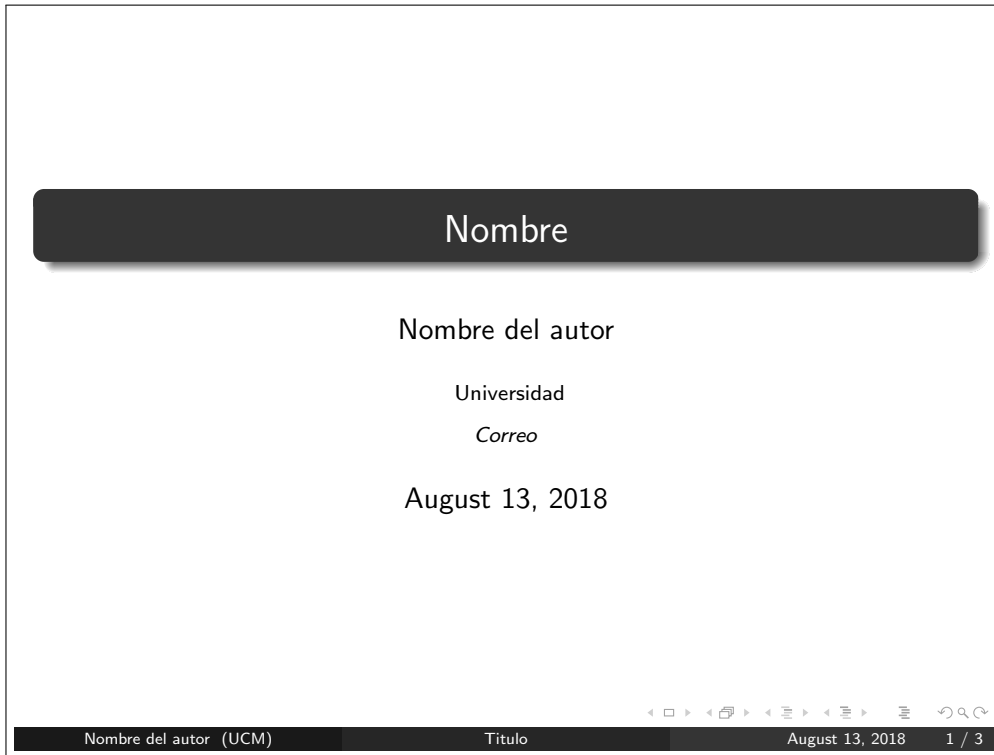 Nombre
Nombre del autor
Universidad
Correo
August 13, 2018
Nombre del autor (UCM) Titulo August 13, 2018 1 / 3